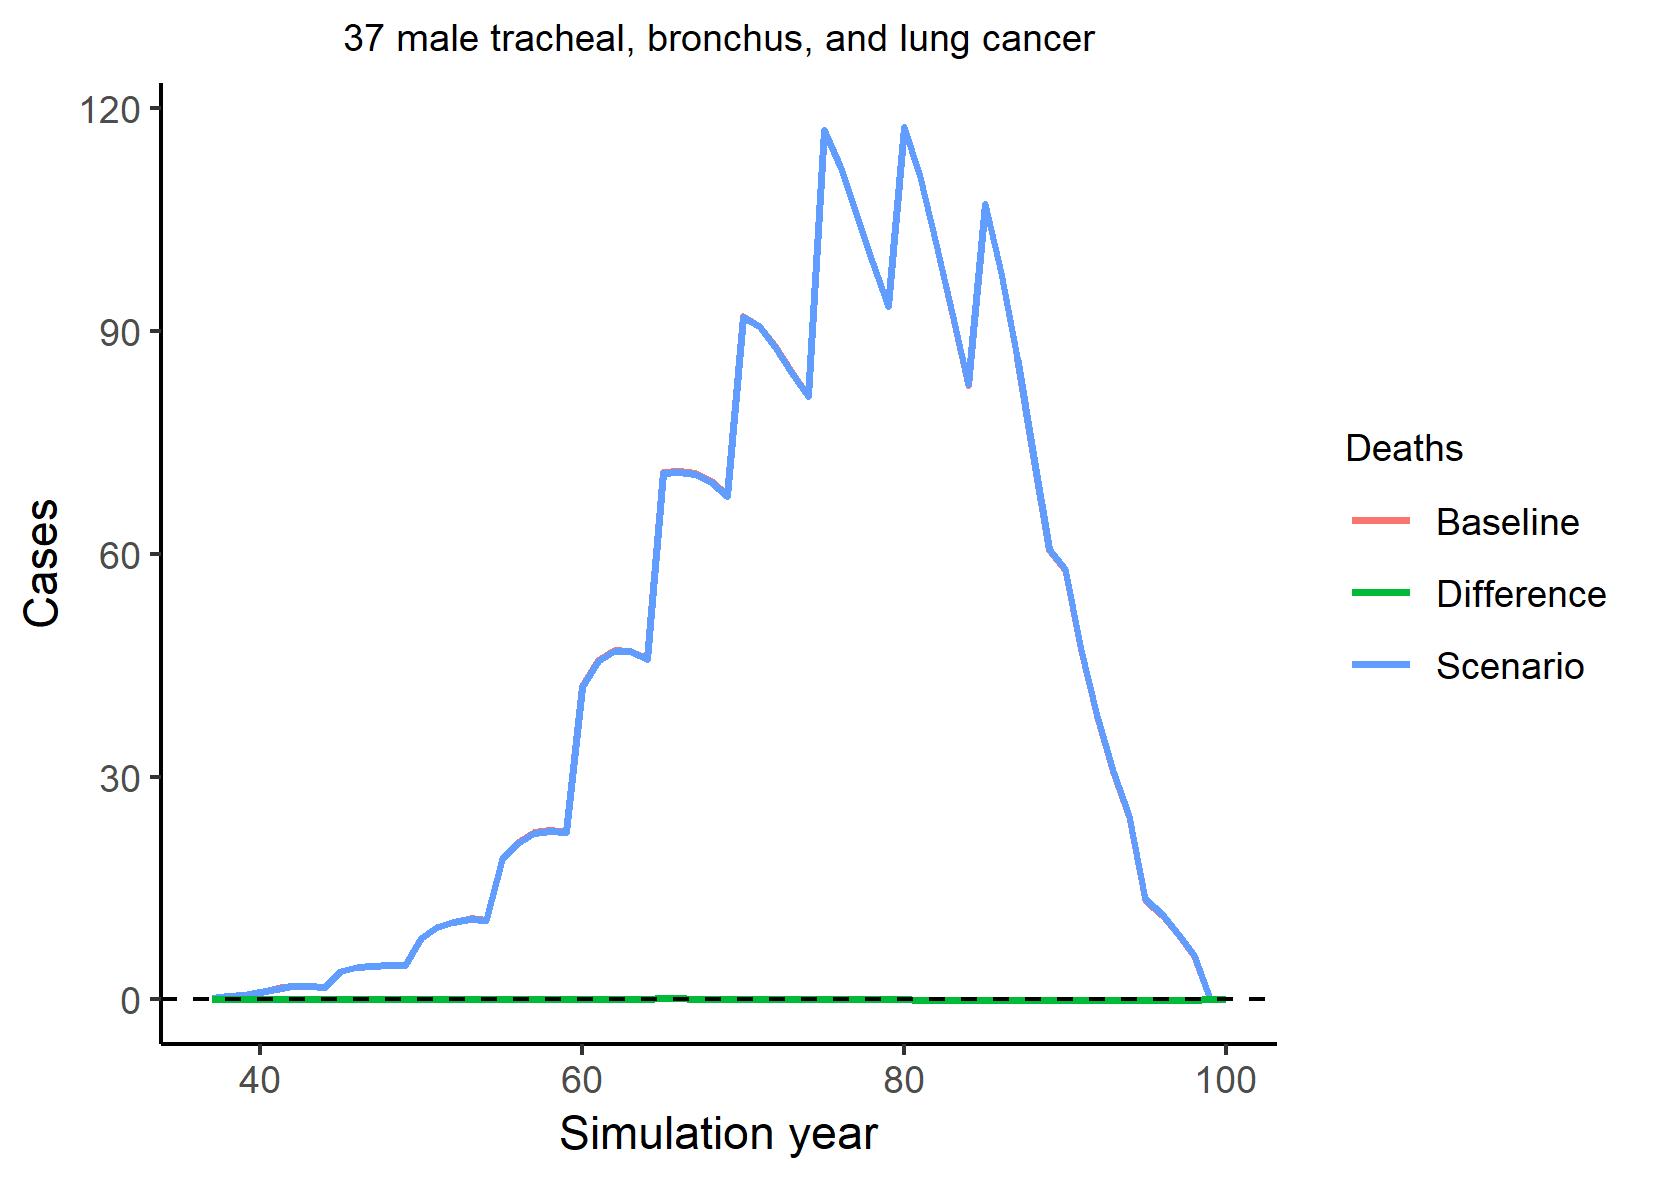 37 male tracheal, bronchus, and lung cancer
120
90
60
30
0
Cases
40
60
80
100
Simulation year
Deaths
Baseline
Difference
Scenario